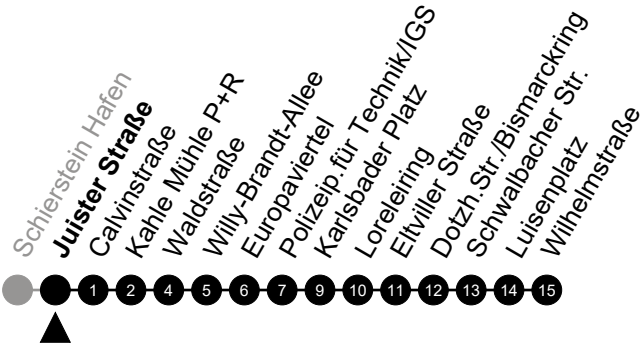 Schierstein Hafen
Juister Straße
Calvinstraße
Kahle Mühle P+R
Waldstraße
Willy-Brandt-Allee
Europaviertel
Polizeip.für Technik/IGS
Karlsbader Platz
Loreleiring
Eltviller Straße
Dotzh.Str./Bismarckring
Schwalbacher Str.
Luisenplatz
Wilhelmstraße
1 2 4 5 6 7 9 10 11 12 13 14 15